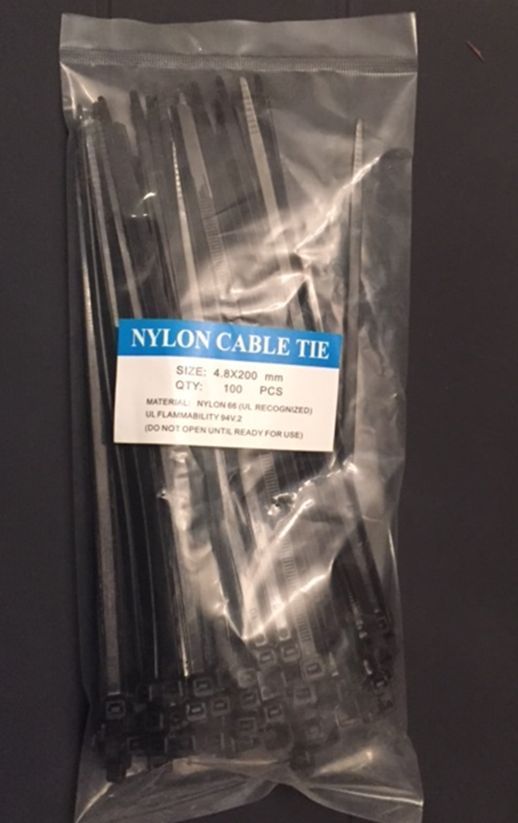 NYLON CABLE TIE
SIZE: 4.8X200 mm
QTY: 100 PCS
MATERIAL: NYLON 66 (UL RECOGNIZED)
UL FLAMMABILITY 94V.2
(DO NOT OPEN UNTIL READY FOR USE)